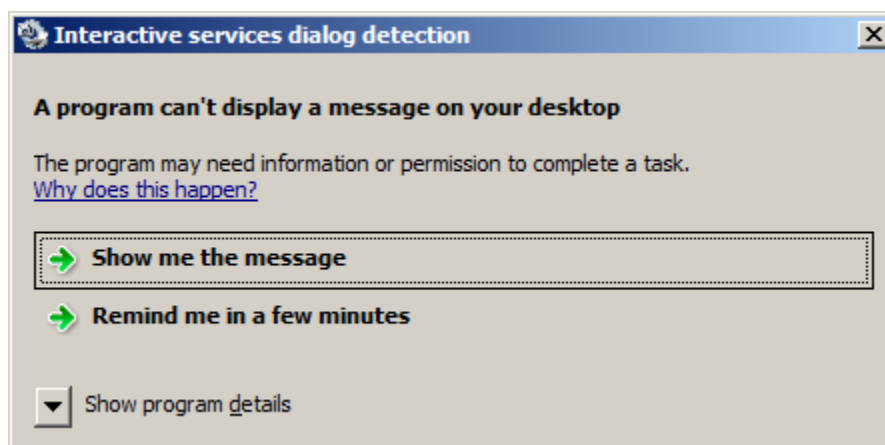 Interactive services dialog detection
A program can't display a message on your desktop
The program may need information or permission to complete a task.
Why does this happen?
Show me the message
Remind me in a few minutes
Show program details